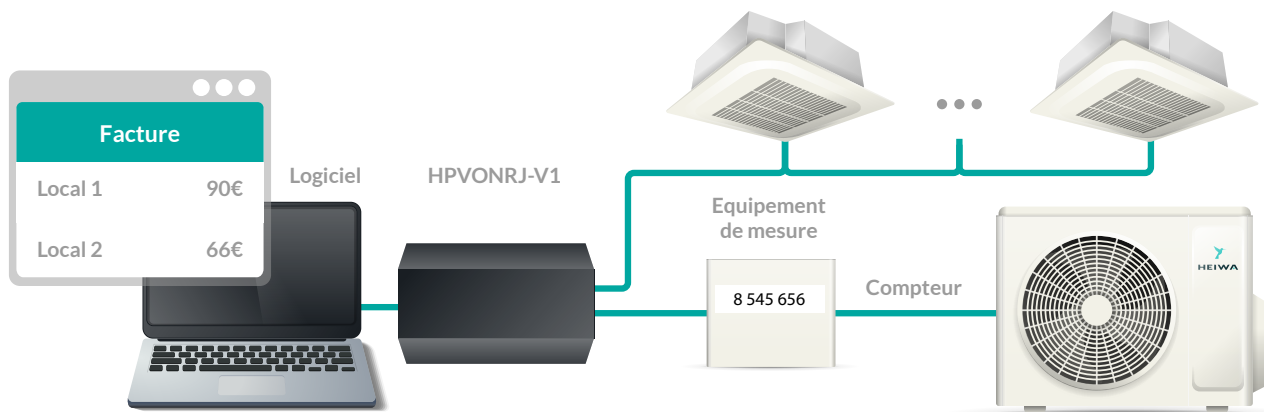 Facture
Local 1 90€
Local 2 66€
Logiciel
HPVONRJ-V1
Equipement
de mesure
8 545 656
Compteur
HEIWA